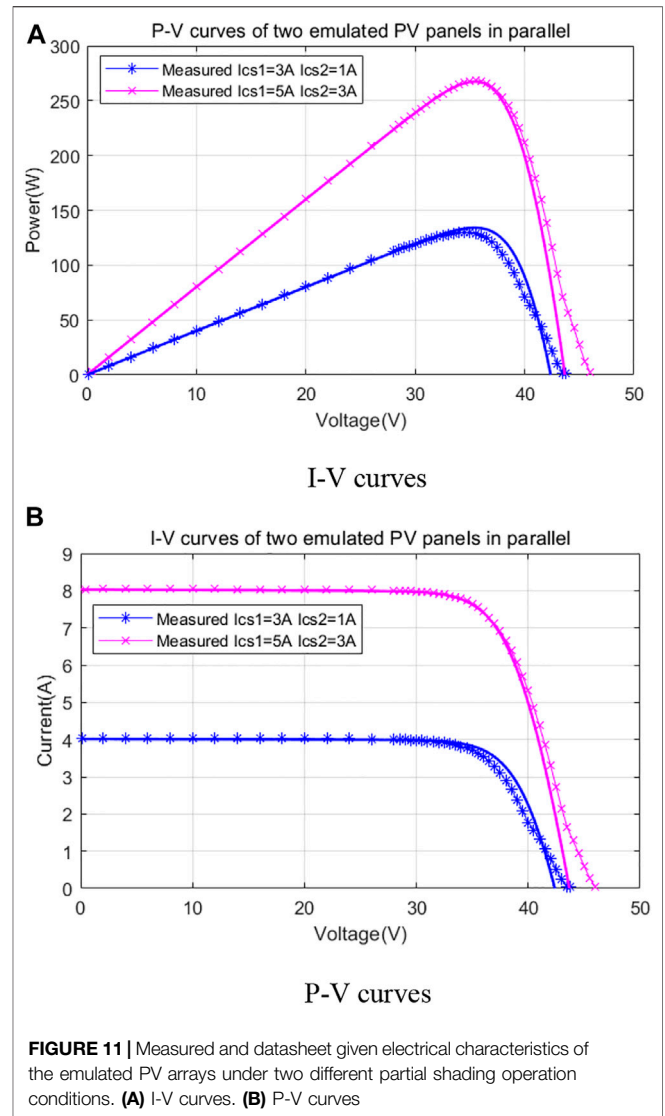 A
P-V curves of two emulated PV panels in parallel
300
250
200
150
100
50
0
Power(W)
Measured Ics1=3A Ics2=1A
Measured Ics1=5A Ics2=3A
0 10 20 30 40 50
Voltage(V)
I-V curves
B
I-V curves of two emulated PV panels in parallel
9
8
7
6
5
4
3
2
1
0
Current(A)
Measured Ics1=3A Ics2=1A
Measured Ics1=5A Ics2=3A
0 10 20 30 40 50
Voltage(V)
P-V curves
FIGURE 11 | Measured and datasheet given electrical characteristics of
the emulated PV arrays under two different partial shading operation
conditions. (A) I-V curves. (B) P-V curves